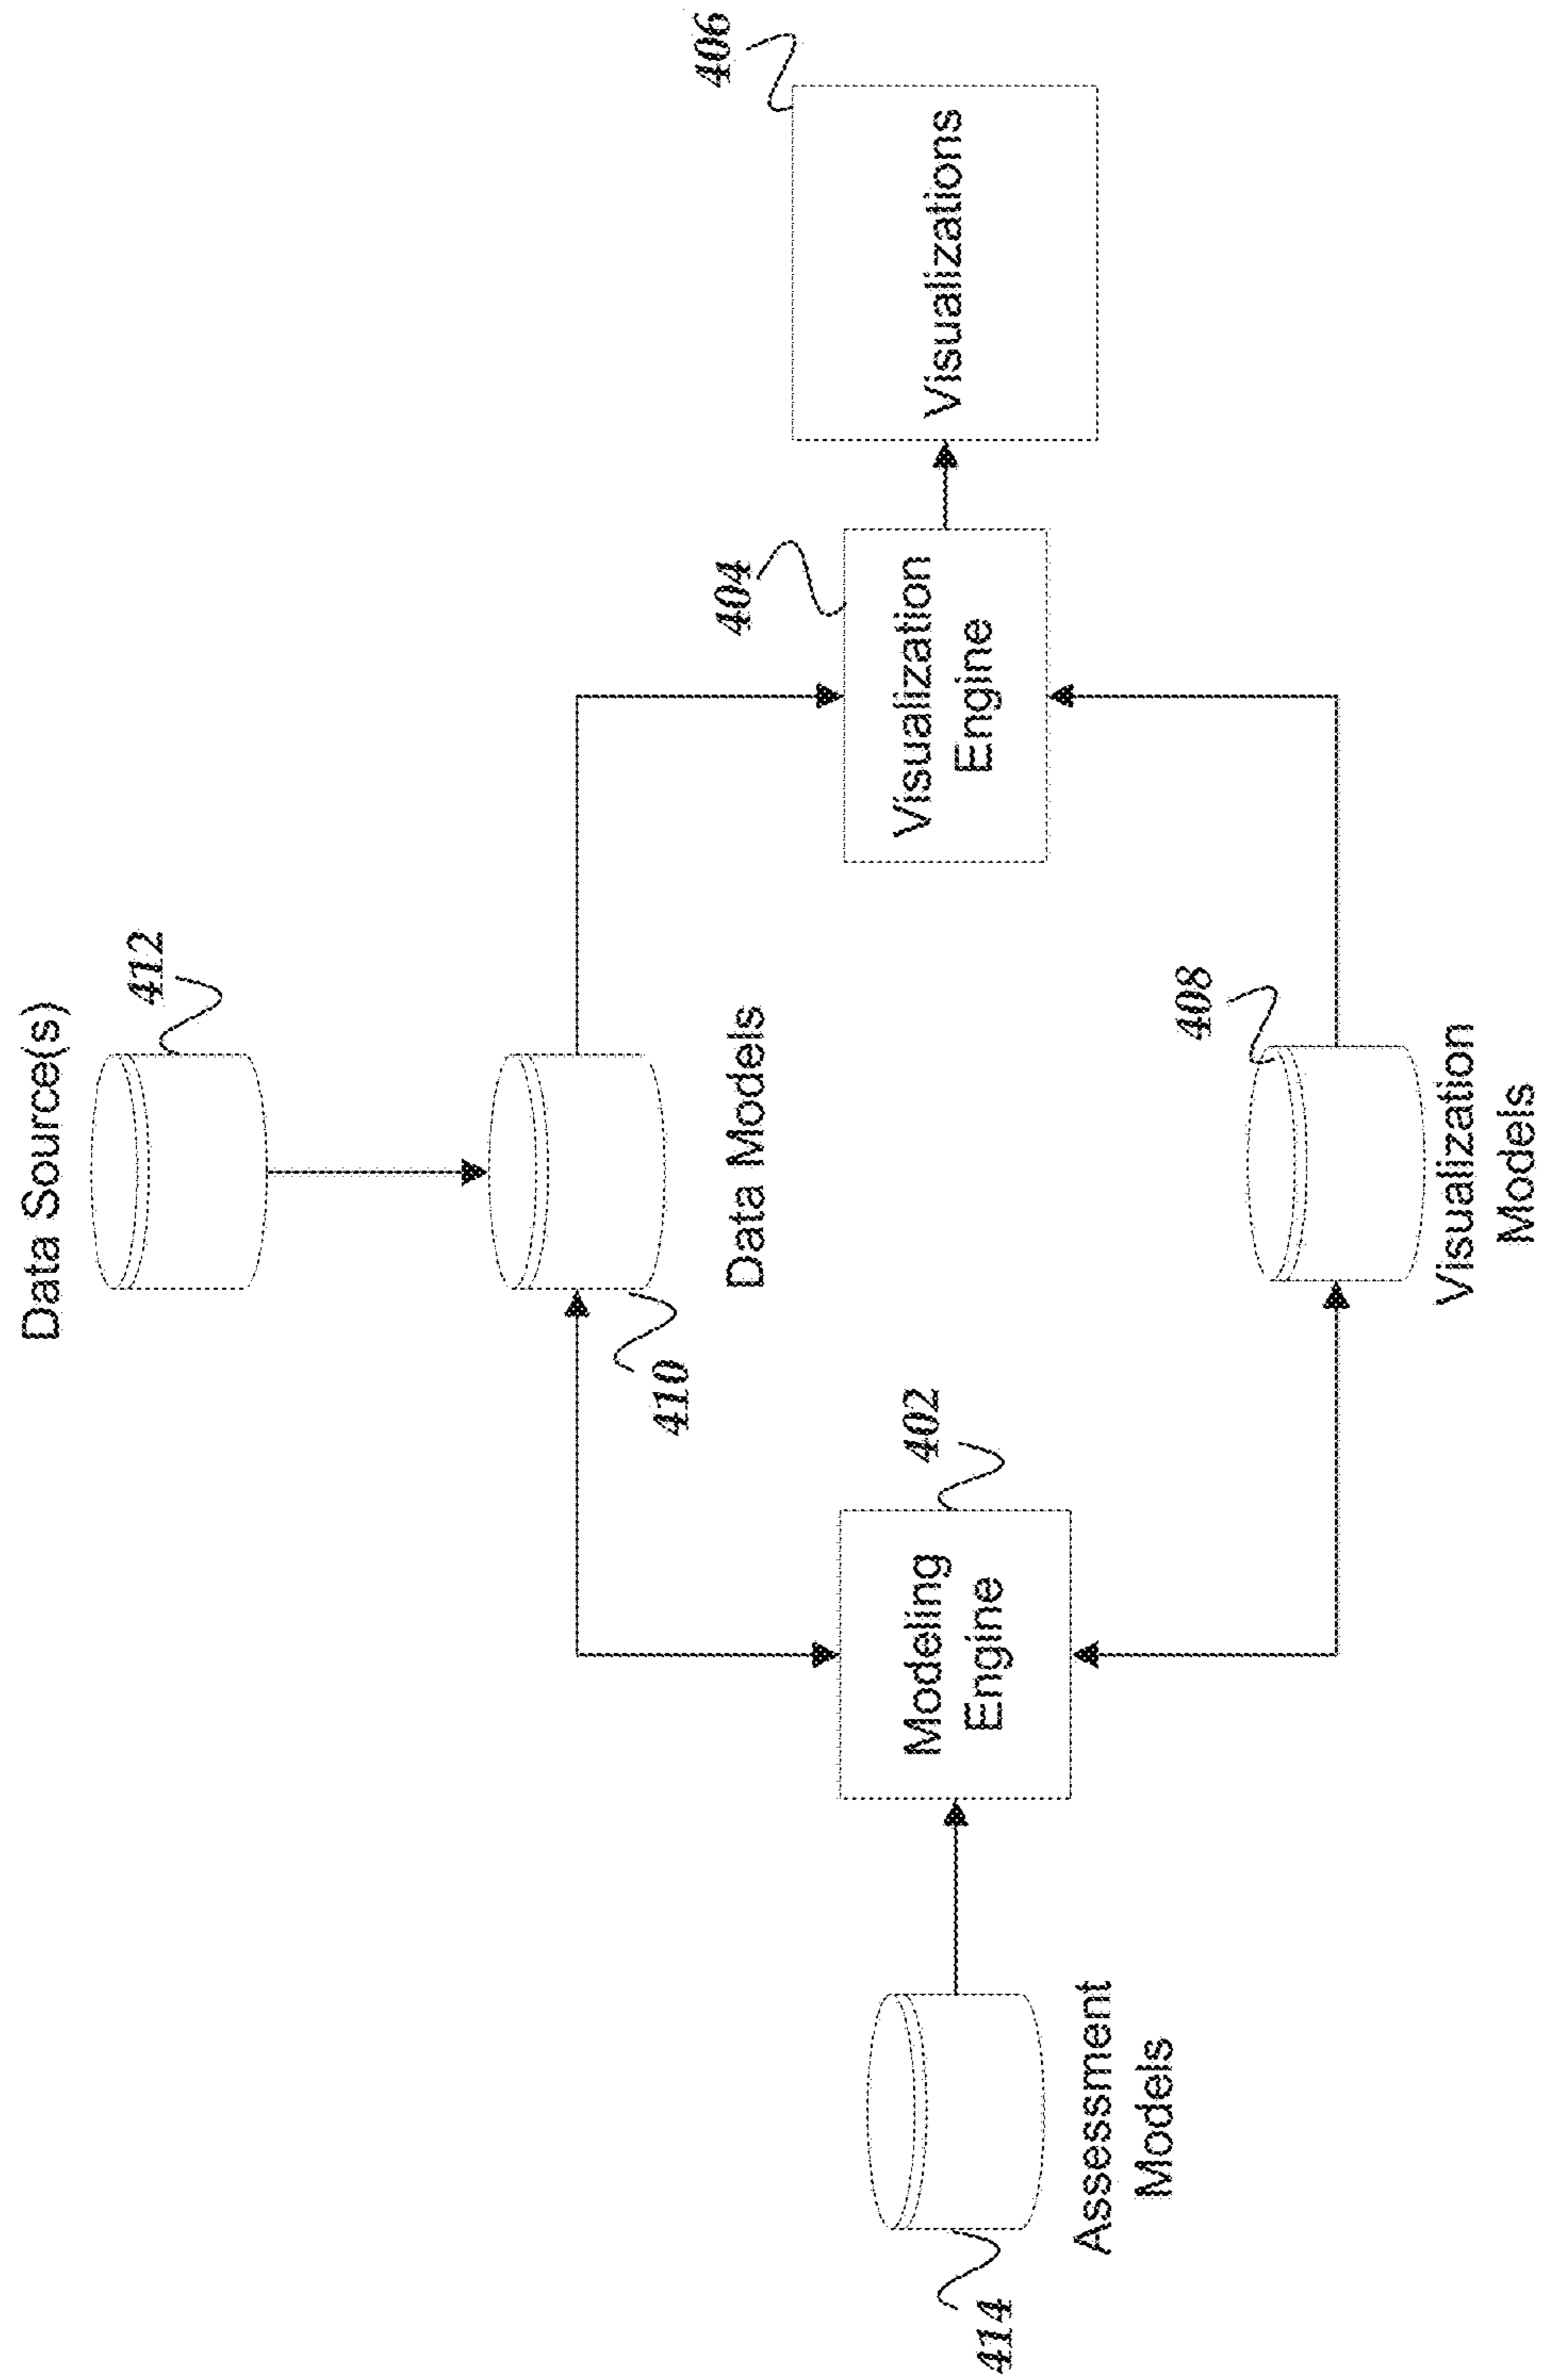 Data Source(s)
412
410
Data Models
406
404
Visualization
Engine
Visualizations
402
Modeling
Engine
414
Assessment
Models
408
Visualization
Models